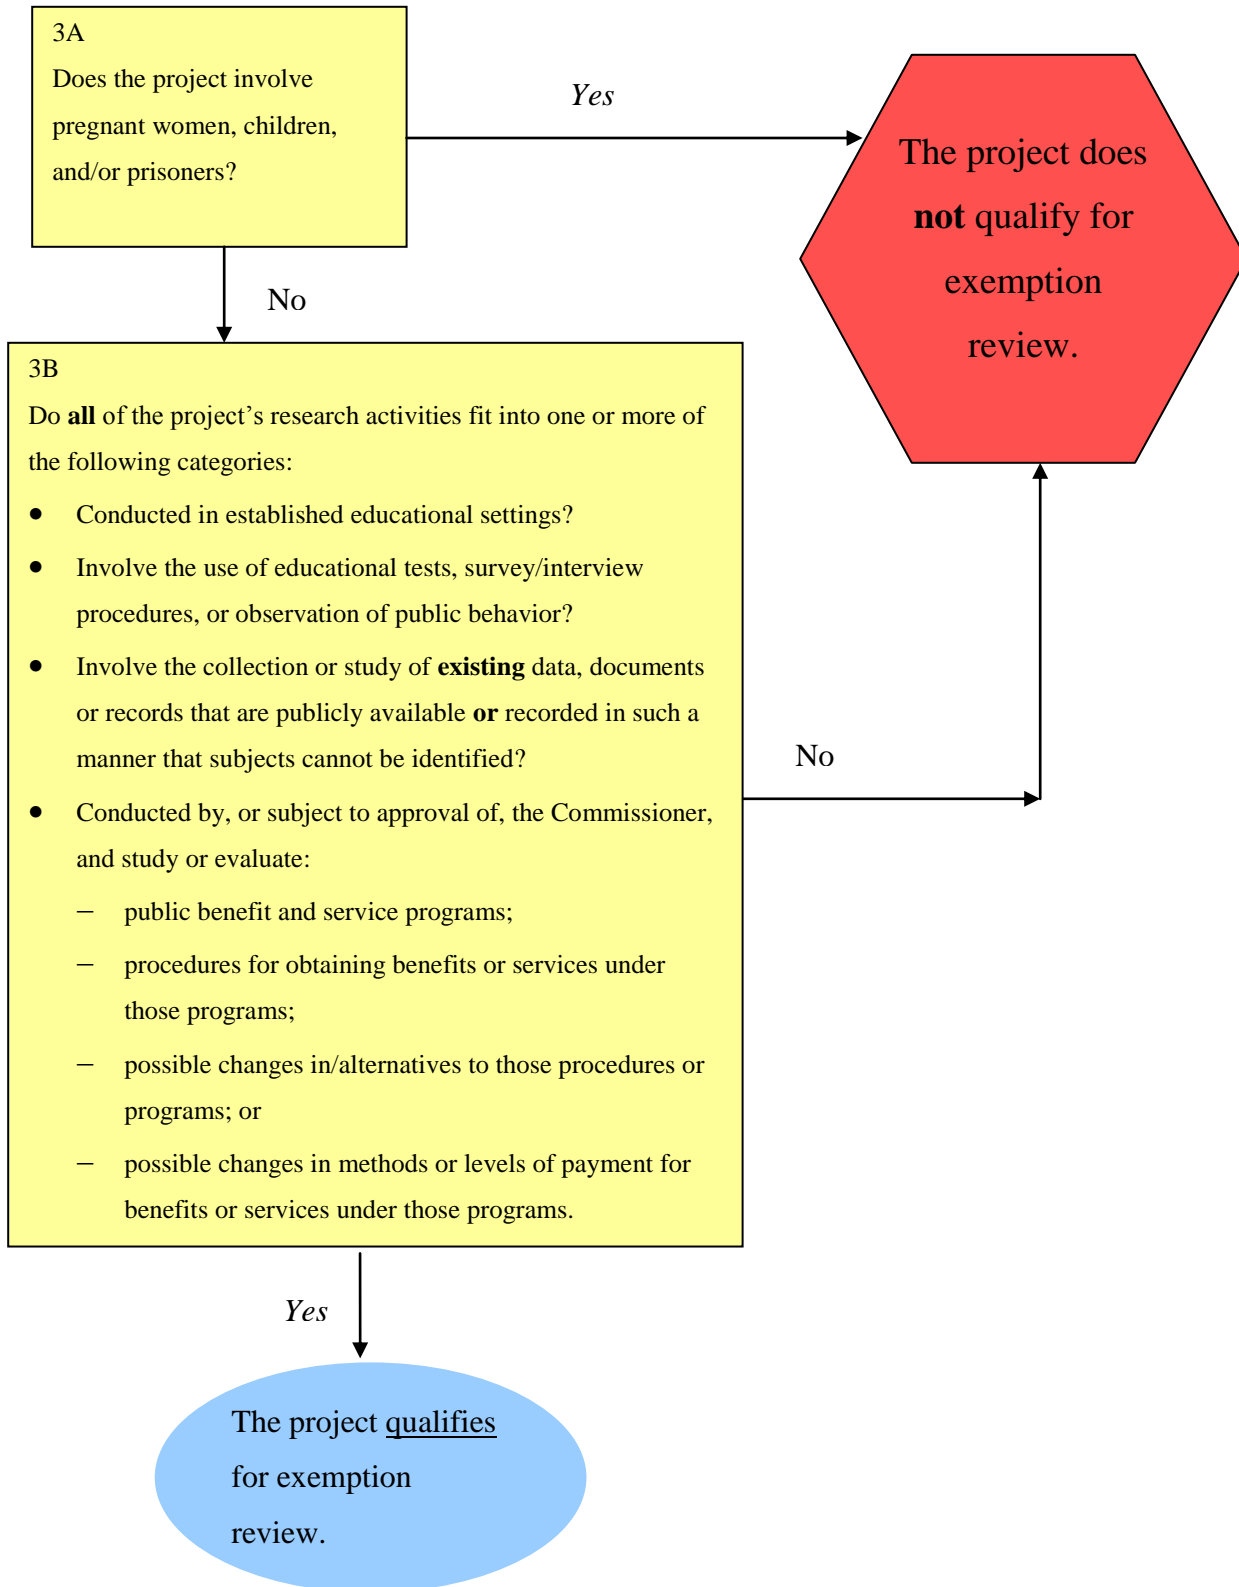 3A
Does the project involve
pregnant women, children,
and/or prisoners?
Yes
The project does
not qualify for
exemption
review.
No
3B
Do all of the project’s research activities fit into one or more of
the following categories:
● Conducted in established educational settings?
● Involve the use of educational tests, survey/interview
procedures, or observation of public behavior?
● Involve the collection or study of existing data, documents
or records that are publicly available or recorded in such a
manner that subjects cannot be identified?
● Conducted by, or subject to approval of, the Commissioner,
and study or evaluate:
– public benefit and service programs;
– procedures for obtaining benefits or services under
those programs;
– possible changes in/alternatives to those procedures or
programs; or
– possible changes in methods or levels of payment for
benefits or services under those programs.
No
Yes
The project qualifies
for exemption
review.